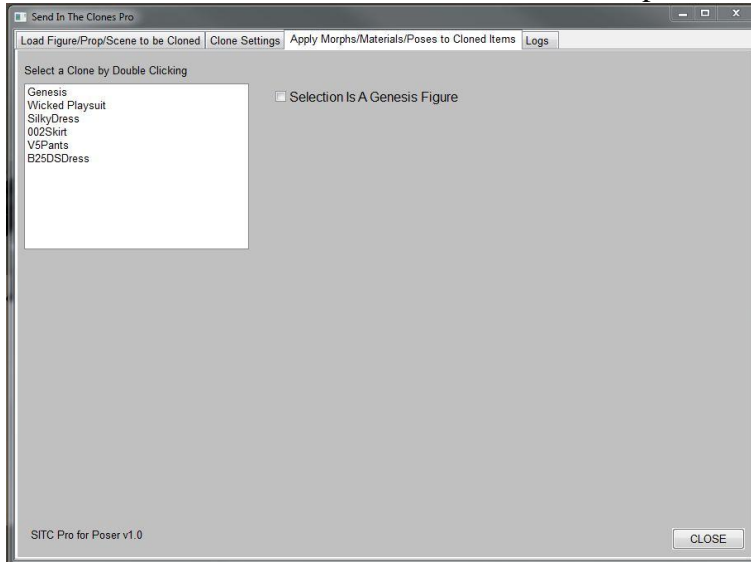 Send In The Clones Pro
Load Figure/Prop/Scene to be Cloned Clone Settings Apply Morphs/Materials/Poses to Cloned Items Logs
Select a Clone by Double Clicking
Genesis
Wicked Playsuit
SilkyDress
002Skirt
V5Pants
B25DSDress
Selection Is A Genesis Figure
SITC Pro for Poser v1.0
CLOSE